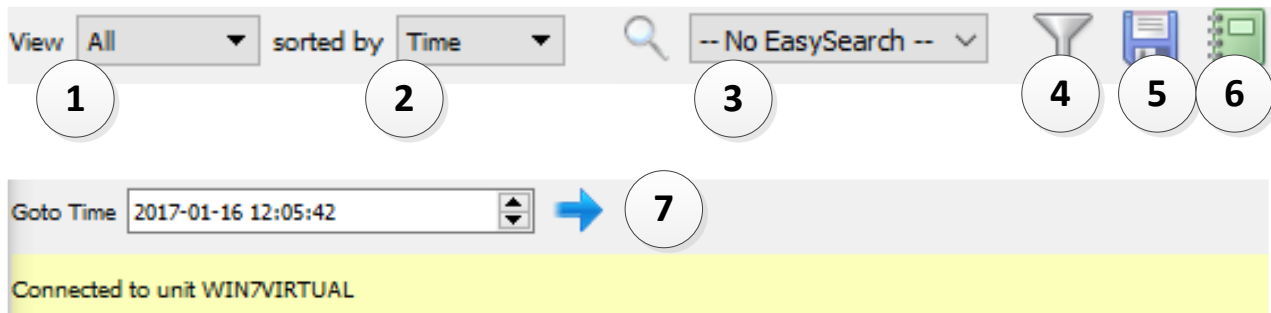 View All sorted by Time -- No EasySearch --
1 2 3 4 5 6
Goto Time 2017-01-16 12:05:42 7
Connected to unit WIN7VIRTUAL